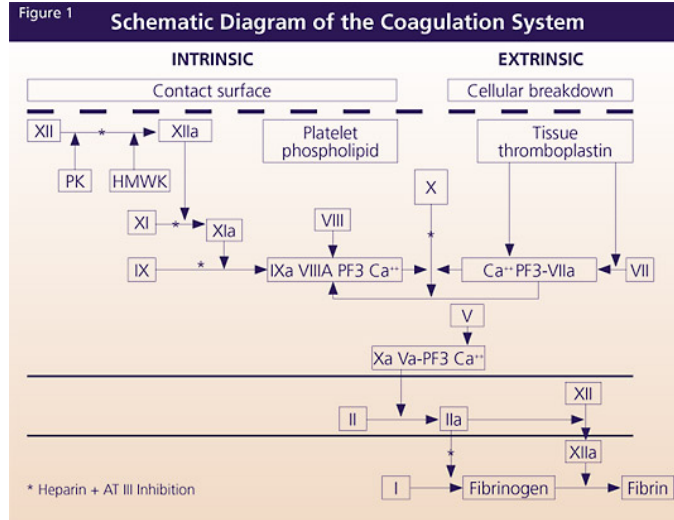 Figure 1
Schematic Diagram of the Coagulation System
INTRINSIC
EXTRINSIC
Contact surface
Cellular breakdown
XII
*
XIIa
Platelet
phospholipid
Tissue
thromboplastin
PK
HMWK
X
XI
*
XIa
VIII
*
IX
*
IXa VIIIA PF3 Ca++
Ca++ PF3-VIIa
VII
V
Xa Va-PF3 Ca++
XII
II
IIa
*
XIIa
* Heparin + AT III Inhibition
I
Fibrinogen
Fibrin